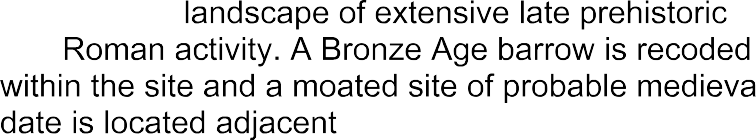 landscape of extensive late prehistoric
Roman activity. A Bronze Age barrow is recoded
within the site and a moated site of probable medieva
date is located adjacent